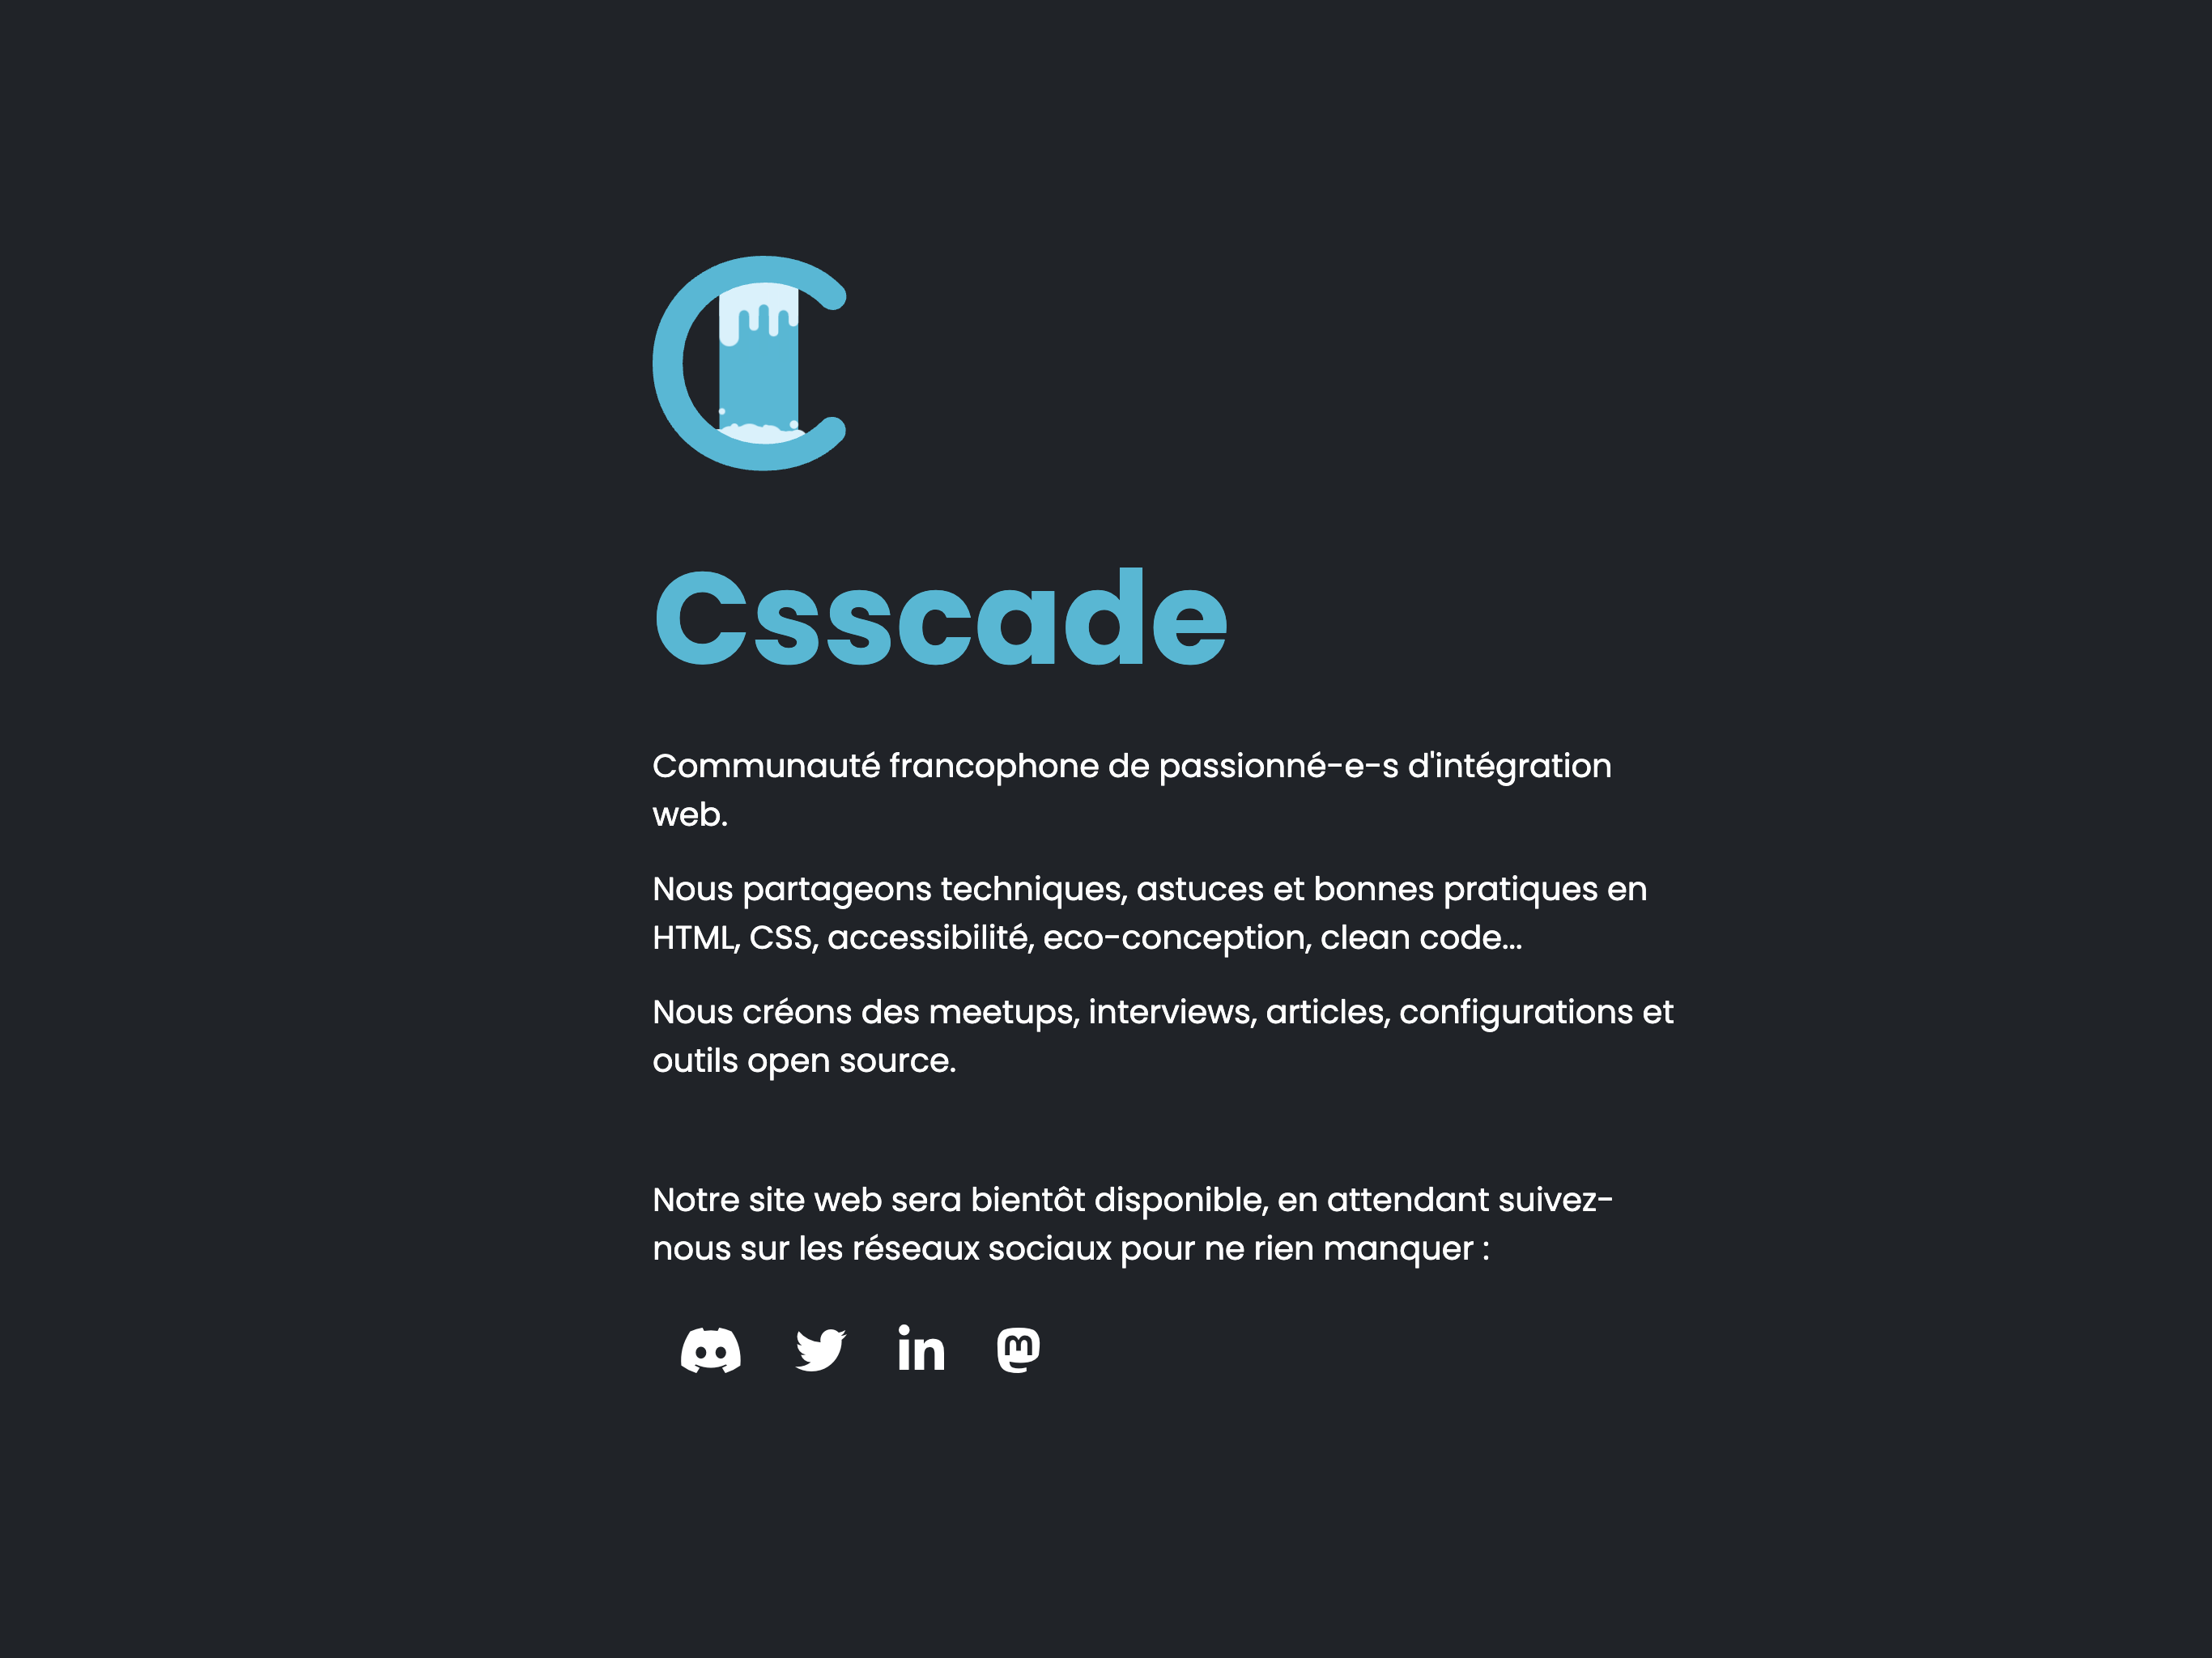 Csscade
Communauté francophone de passionné-e-s d'intégration
web.
Nous partageons techniques, astuces et bonnes pratiques en
HTML, CSS, accessibilité, eco-conception, clean code...
Nous créons des meetups, interviews, articles, configurations et
outils open source.
Notre site web sera bientôt disponible, en attendant suivez-
nous sur les réseaux sociaux pour ne rien manquer :